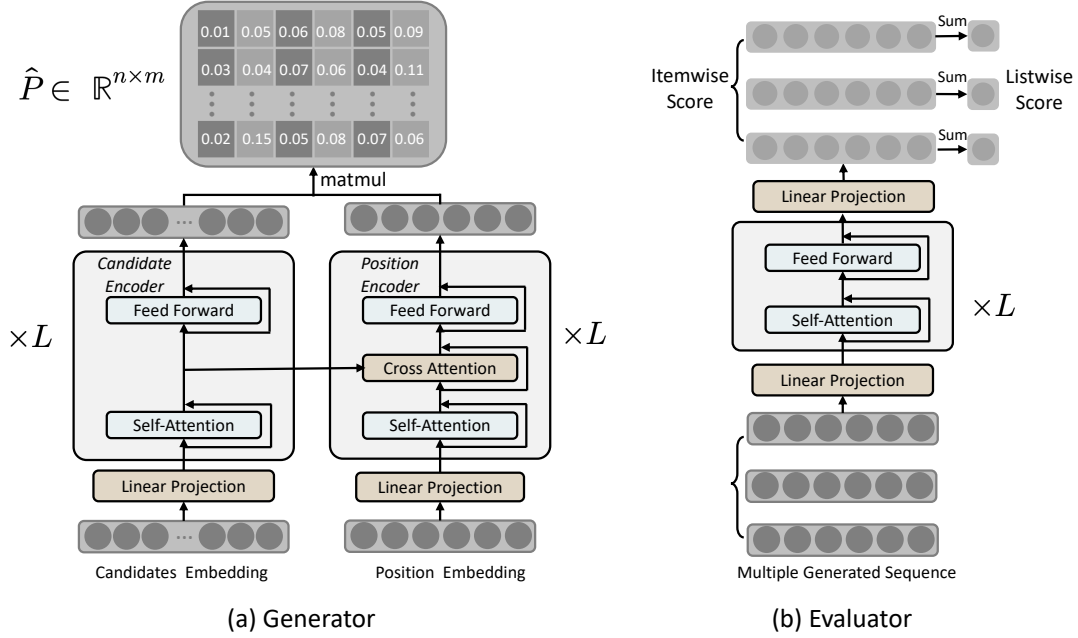 P̂ ∈ ℝ^{n×m}
0.01 0.05 0.06 0.08 0.05 0.09
0.03 0.04 0.07 0.06 0.04 0.11
0.02 0.15 0.05 0.08 0.07 0.06
matmul
...
Candidate
Encoder
Feed Forward
×L
Self-Attention
Linear Projection
...
Candidates Embedding
Position
Encoder
Feed Forward
×L
Cross Attention
Self-Attention
Linear Projection
Position Embedding
(a) Generator
Itemwise
Score
Sum
Sum
Sum
Listwise
Score
Linear Projection
Feed Forward
Self-Attention
×L
Linear Projection
Multiple Generated Sequence
(b) Evaluator